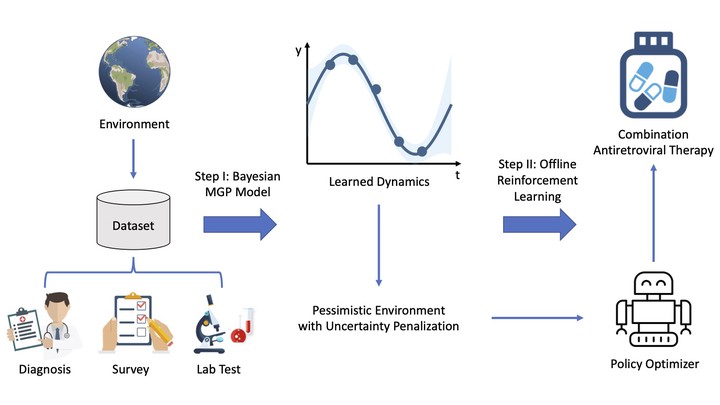 Environment
Dataset
Diagnosis
Survey
Lab Test
Step I: Bayesian
MGP Model
y
t
Learned Dynamics
Pessimistic Environment
with Uncertainty Penalization
Step II: Offline
Reinforcement
Learning
Combination
Antiretroviral Therapy
Policy Optimizer